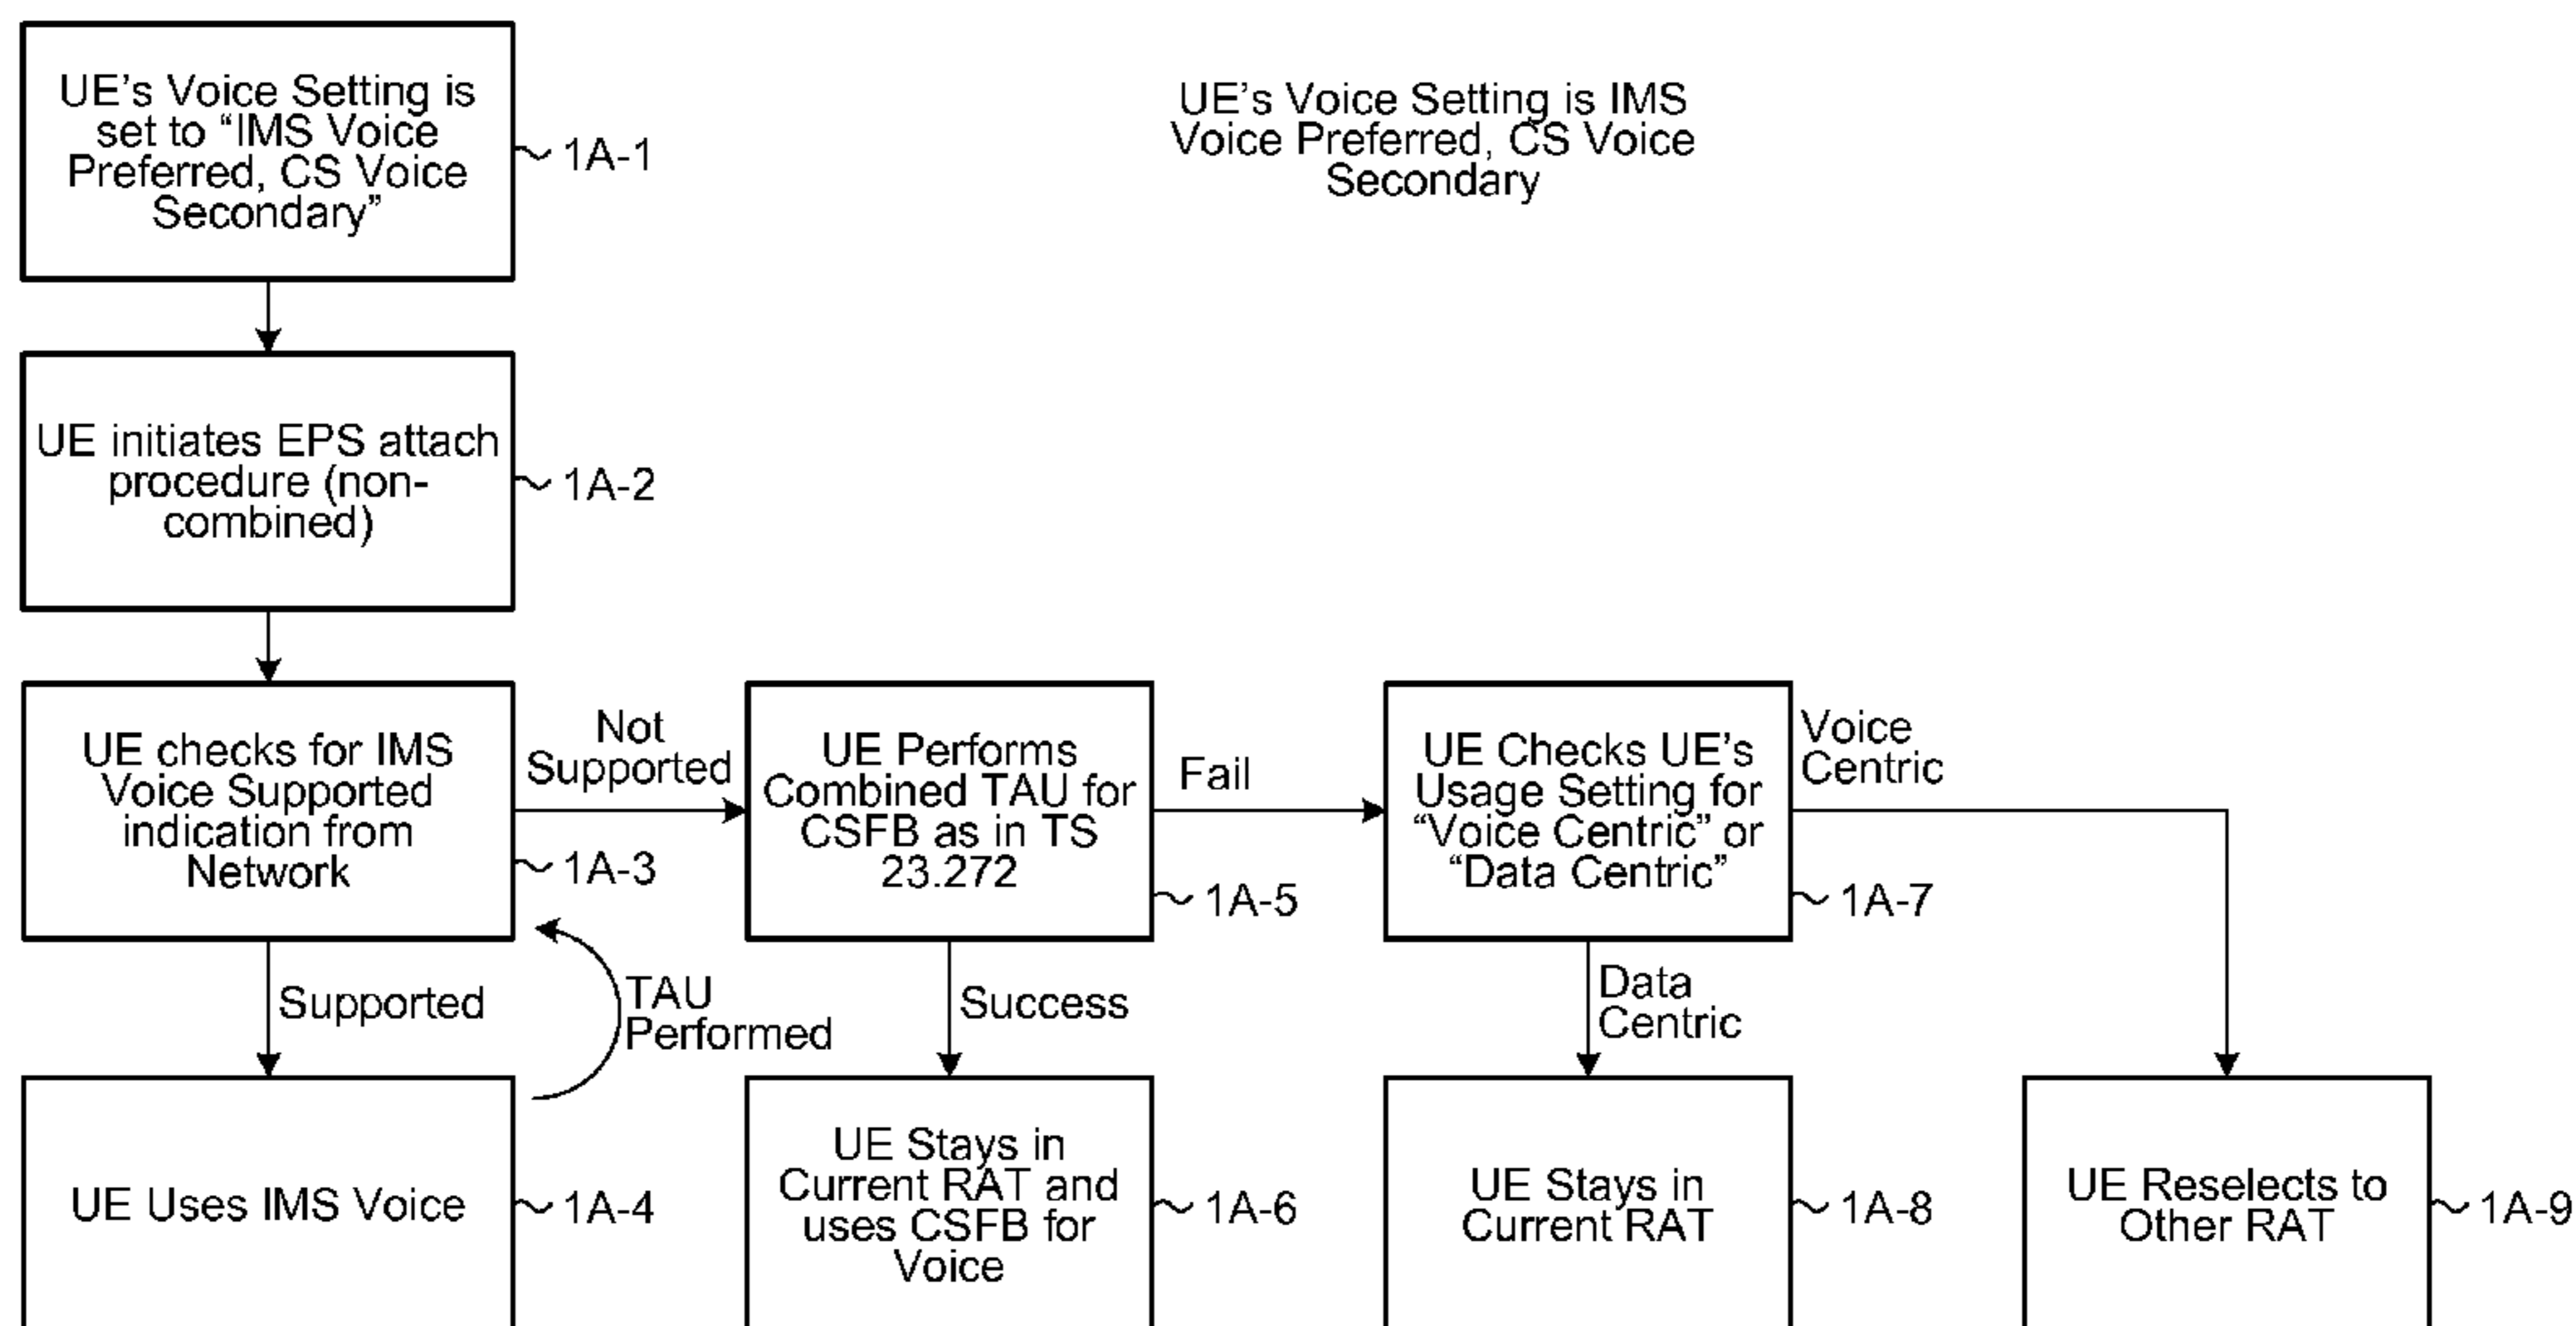 UE's Voice Setting is
set to “IMS Voice
Preferred, CS Voice
Secondary”
1A-1
UE's Voice Setting is IMS
Voice Preferred, CS Voice
Secondary
UE initiates EPS attach
procedure (non-
combined)
1A-2
UE checks for IMS
Voice Supported
indication from
Network
1A-3
Not
Supported
UE Performs
Combined TAU for
CSFB as in TS
23.272
1A-5
Fail
UE Checks UE's
Usage Setting for
“Voice Centric” or
“Data Centric”
1A-7
Voice
Centric
Supported
TAU
Performed
Success
Data
Centric
UE Uses IMS Voice
1A-4
UE Stays in
Current RAT and
uses CSFB for
Voice
1A-6
UE Stays in
Current RAT
1A-8
UE Reselects to
Other RAT
1A-9